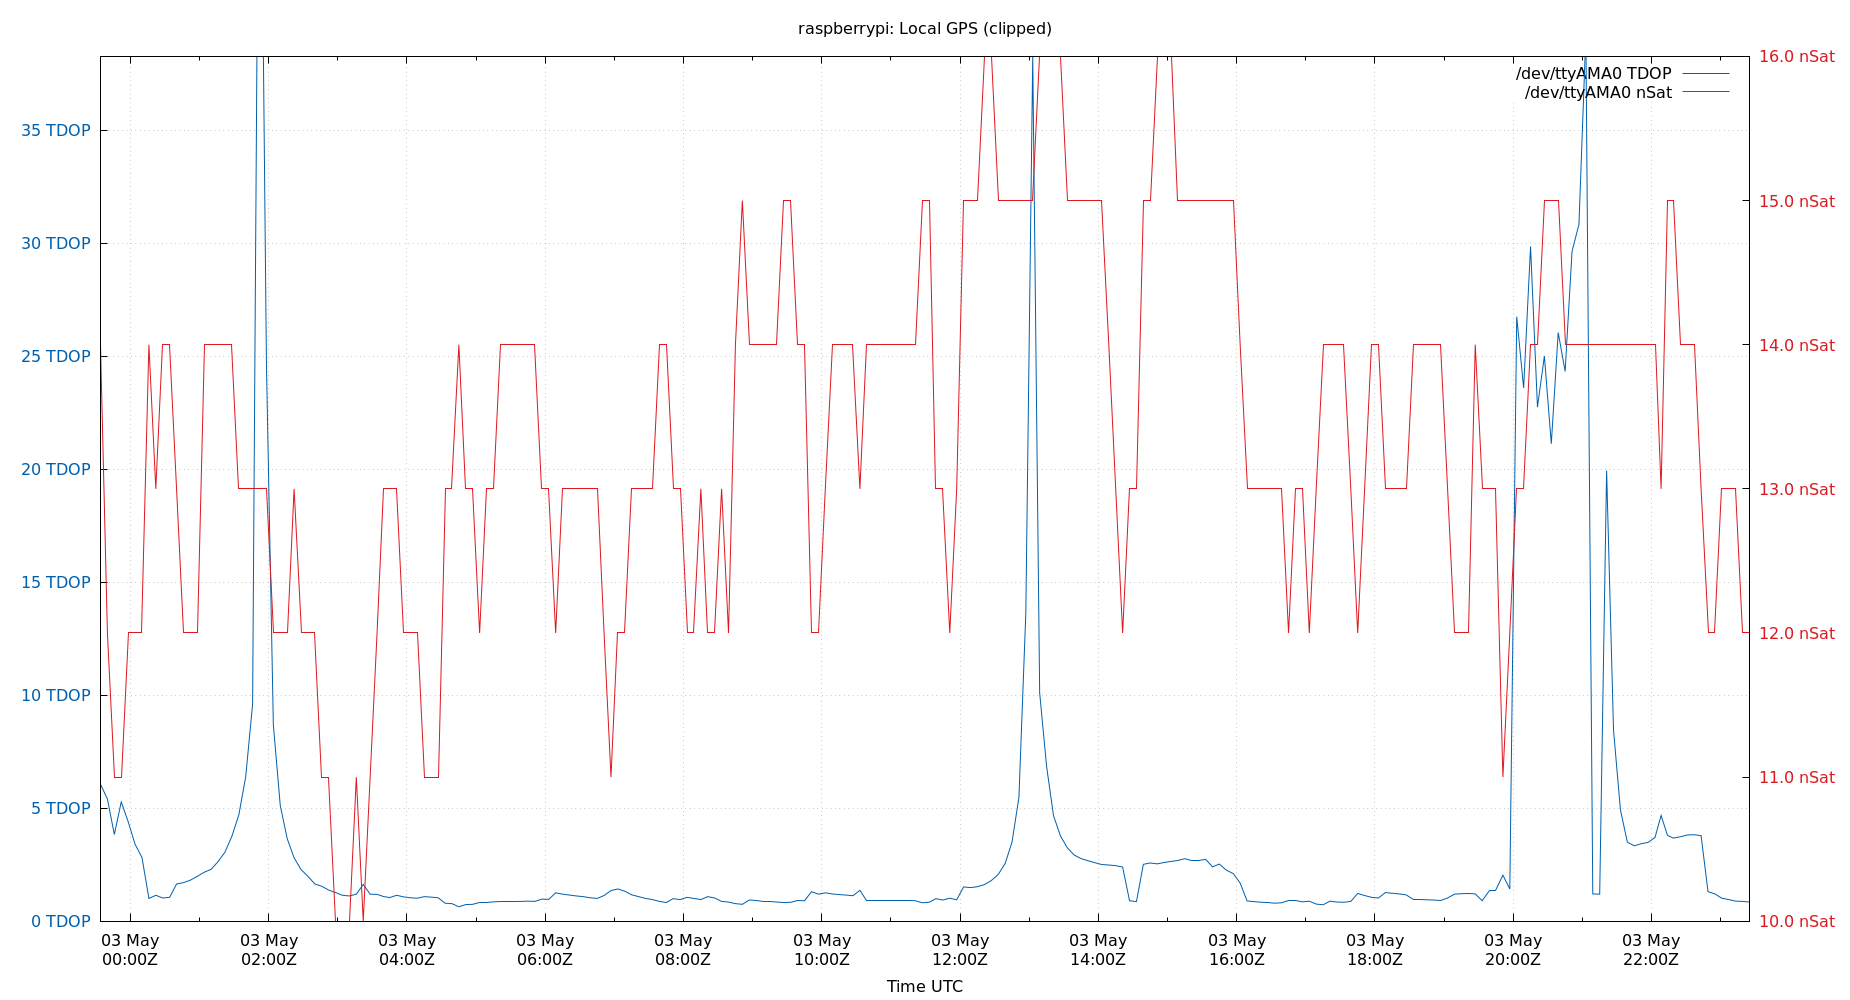 raspberrypi: Local GPS (clipped)
16.0 nSat
/dev/ttyAMA0 TDOP
/dev/ttyAMA0 nSat
35 TDOP
15.0 nSat
30 TDOP
25 TDOP
14.0 nSat
20 TDOP
13.0 nSat
15 TDOP
12.0 nSat
10 TDOP
11.0 nSat
5 TDOP
0 TDOP
10.0 nSat
03 May 03 May 03 May 03 May 03 May 03 May 03 May 03 May 03 May 03 May 03 May 03 May
00:00Z 02:00Z 04:00Z 06:00Z 08:00Z 10:00Z 12:00Z 14:00Z 16:00Z 18:00Z 20:00Z 22:00Z
Time UTC